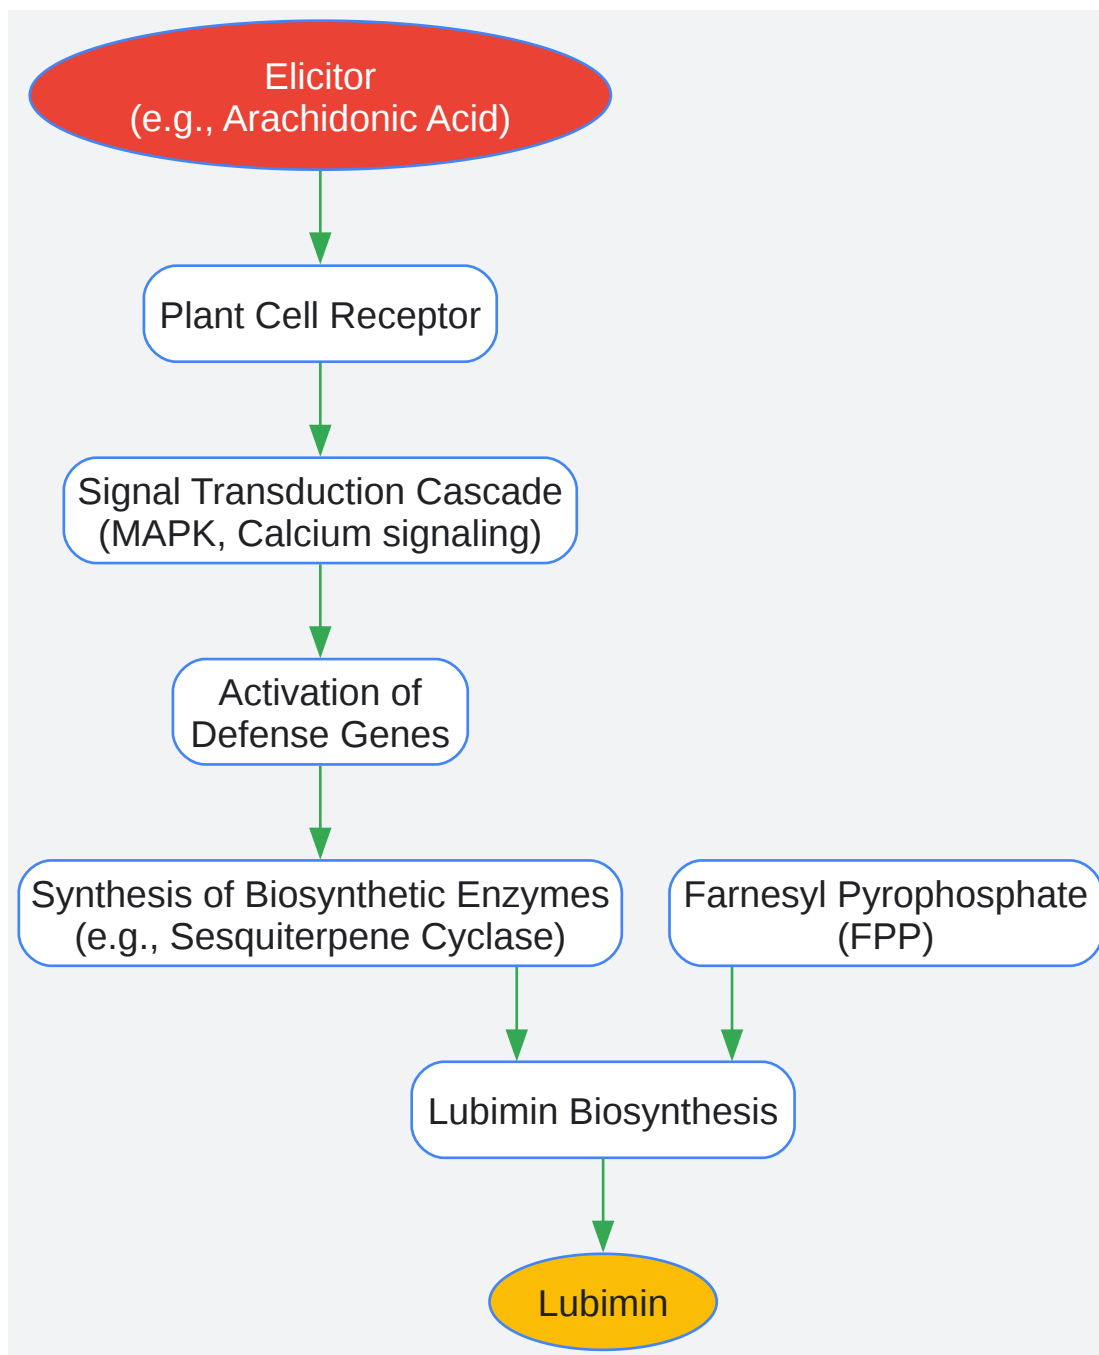 Elicitor
(e.g., Arachidonic Acid)
Plant Cell Receptor
Signal Transduction Cascade
(MAPK, Calcium signaling)
Activation of
Defense Genes
Synthesis of Biosynthetic Enzymes
(e.g., Sesquiterpene Cyclase)
Farnesyl Pyrophosphate
(FPP)
Lubimin Biosynthesis
Lubimin